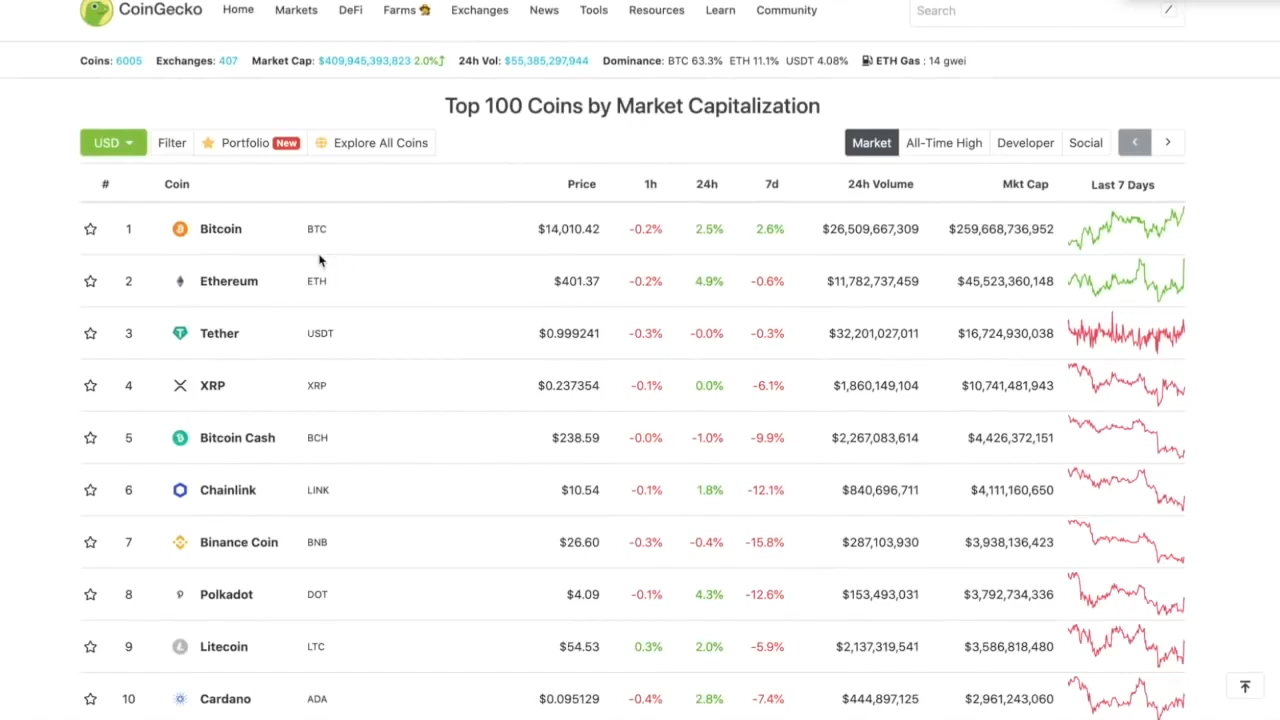 CoinGecko Home Markets DeFi Farms Exchanges News Tools Resources Learn Community Search /
Coins: 6005 Exchanges: 407 Market Cap: $409,945,393,823 2.0% 24h Vol: $55,385,297,944 Dominance: BTC 63.3% ETH 11.1% USDT 4.08% ETH Gas : 14 gwei
Top 100 Coins by Market Capitalization
USD Filter Portfolio New Explore All Coins Market All-Time High Developer Social < >
# Coin Price 1h 24h 7d 24h Volume Mkt Cap Last 7 Days
1 Bitcoin BTC $14,010.42 -0.2% 2.5% 2.6% $26,509,667,309 $259,668,736,952
2 Ethereum ETH $401.37 -0.2% 4.9% -0.6% $11,782,737,459 $45,523,360,148
3 Tether USDT $0.999241 -0.3% -0.0% -0.3% $32,201,027,011 $16,724,930,038
4 XRP XRP $0.237354 -0.1% 0.0% -6.1% $1,860,149,104 $10,741,481,943
5 Bitcoin Cash BCH $238.59 -0.0% -1.0% -9.9% $2,267,083,614 $4,426,372,151
6 Chainlink LINK $10.54 -0.1% 1.8% -12.1% $840,696,711 $4,111,160,650
7 Binance Coin BNB $26.60 -0.3% -0.4% -15.8% $287,103,930 $3,938,136,423
8 Polkadot DOT $4.09 -0.1% 4.3% -12.6% $153,493,031 $3,792,734,336
9 Litecoin LTC $54.53 0.3% 2.0% -5.9% $2,137,319,541 $3,586,818,480
10 Cardano ADA $0.095129 -0.4% 2.8% -7.4% $444,897,125 $2,961,243,060